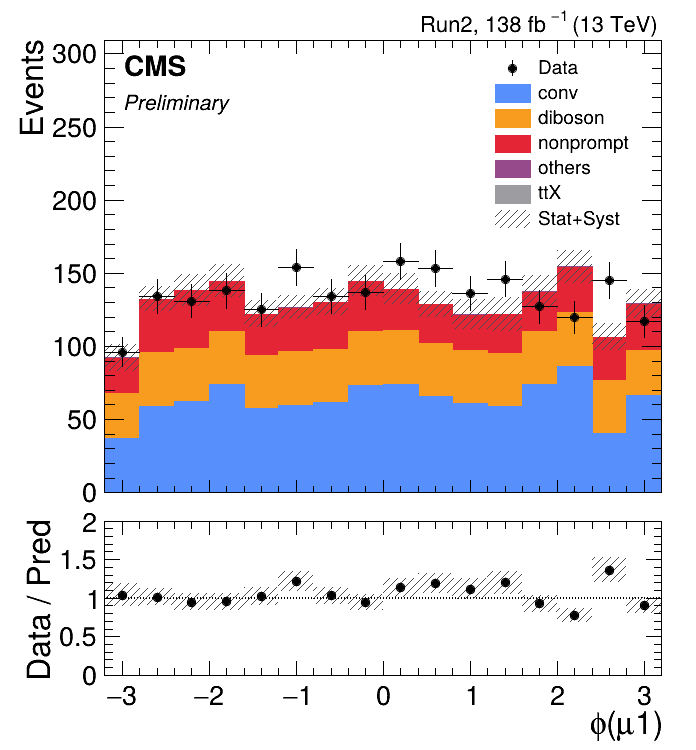 Run2, 138 fb⁻¹ (13 TeV)
CMS
Preliminary
Data
conv
diboson
nonprompt
others
ttX
Stat+Syst
Events
300
250
200
150
100
50
0
Data / Pred
2
1.5
1
0.5
0
−3 −2 −1 0 1 2 3
ϕ(μ1)